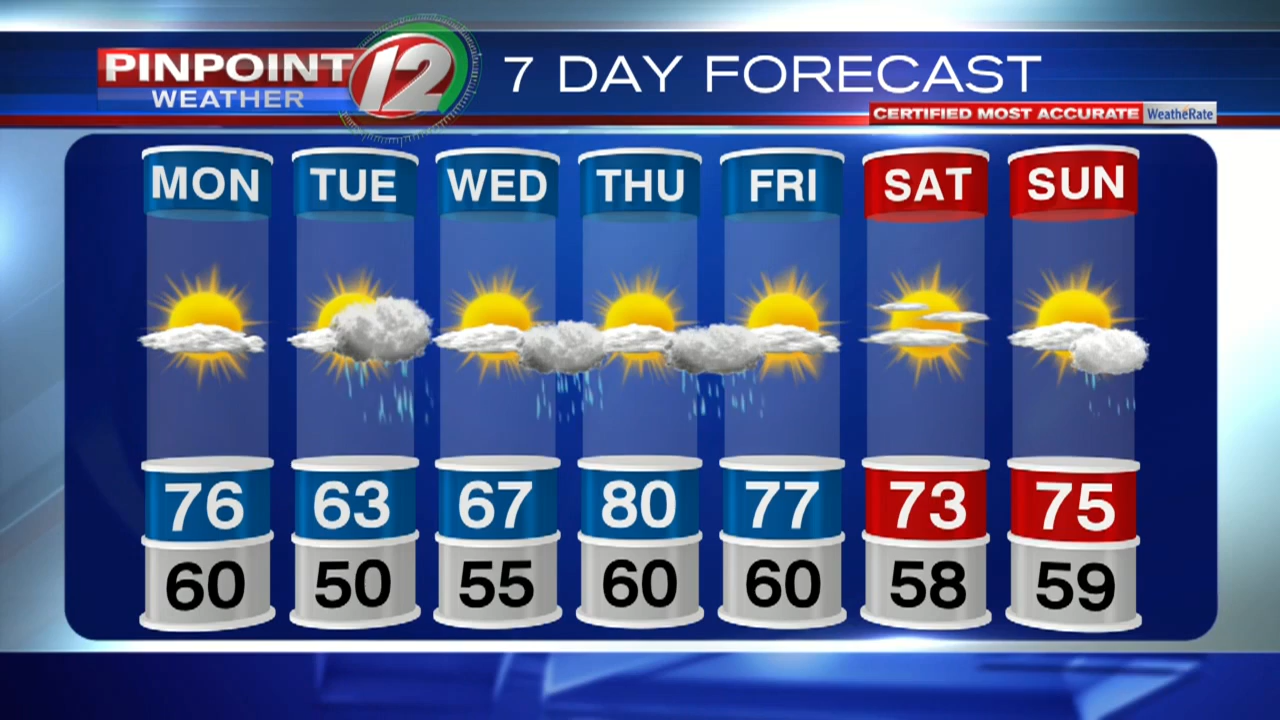 PINPOINT 12
WEATHER
7 DAY FORECAST
CERTIFIED MOST ACCURATE WeatheRate
MON TUE WED THU FRI SAT SUN
76 63 67 80 77 73 75
60 50 55 60 60 58 59